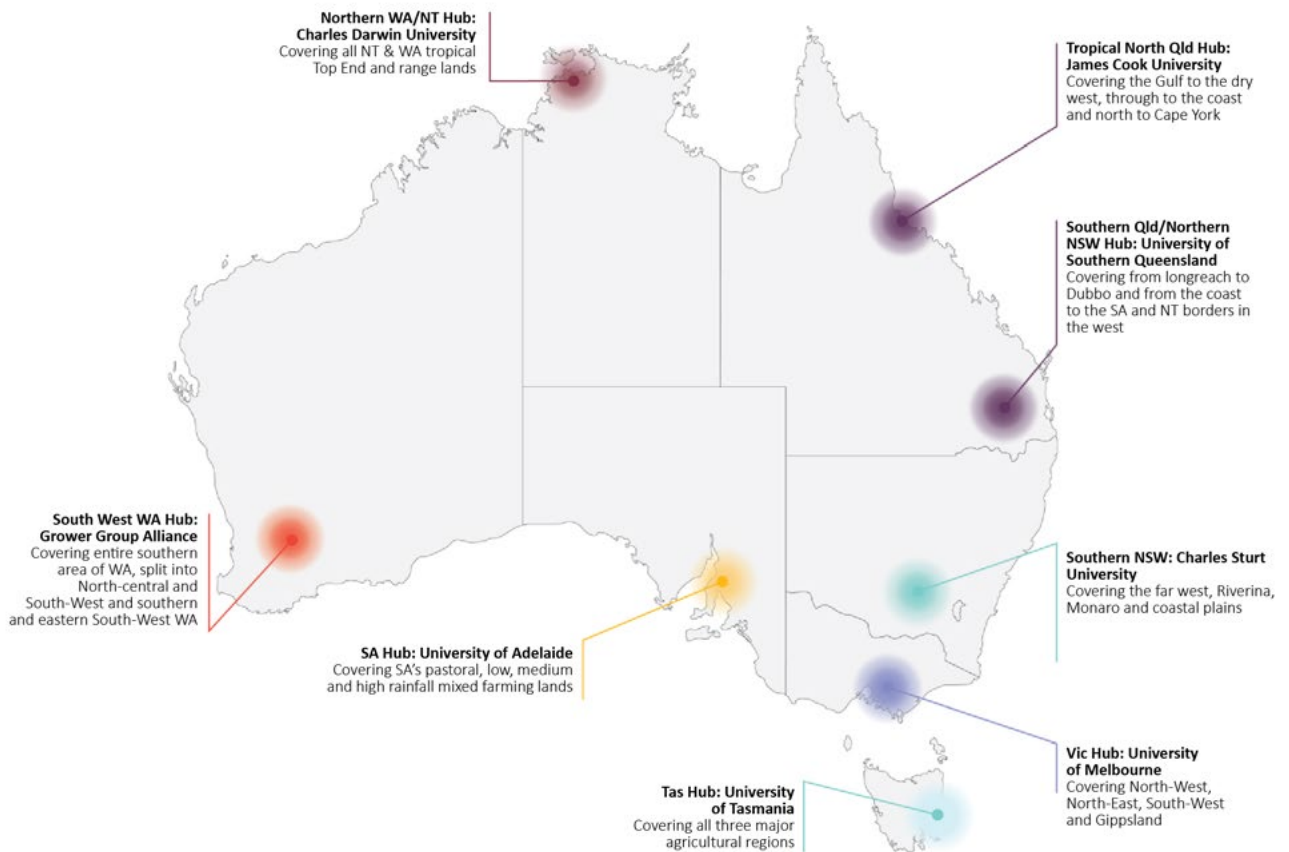 Northern WA/NT Hub:
Charles Darwin University
Covering all NT & WA tropical
Top End and range lands
Tropical North Qld Hub:
James Cook University
Covering the Gulf to the dry
west, through to the coast
and north to Cape York
Southern Qld/Northern
NSW Hub: University of
Southern Queensland
Covering from longreach to
Dubbo and from the coast
to the SA and NT borders in
the west
South West WA Hub:
Grower Group Alliance
Covering entire southern
area of WA, split into
North-central and
South-West and southern
and eastern South-West WA
Southern NSW: Charles Sturt
University
Covering the far west, Riverina,
Monaro and coastal plains
SA Hub: University of Adelaide
Covering SA's pastoral, low, medium
and high rainfall mixed farming lands
Vic Hub: University
of Melbourne
Covering North-West,
North-East, South-West
and Gippsland
Tas Hub: University
of Tasmania
Covering all three major
agricultural regions